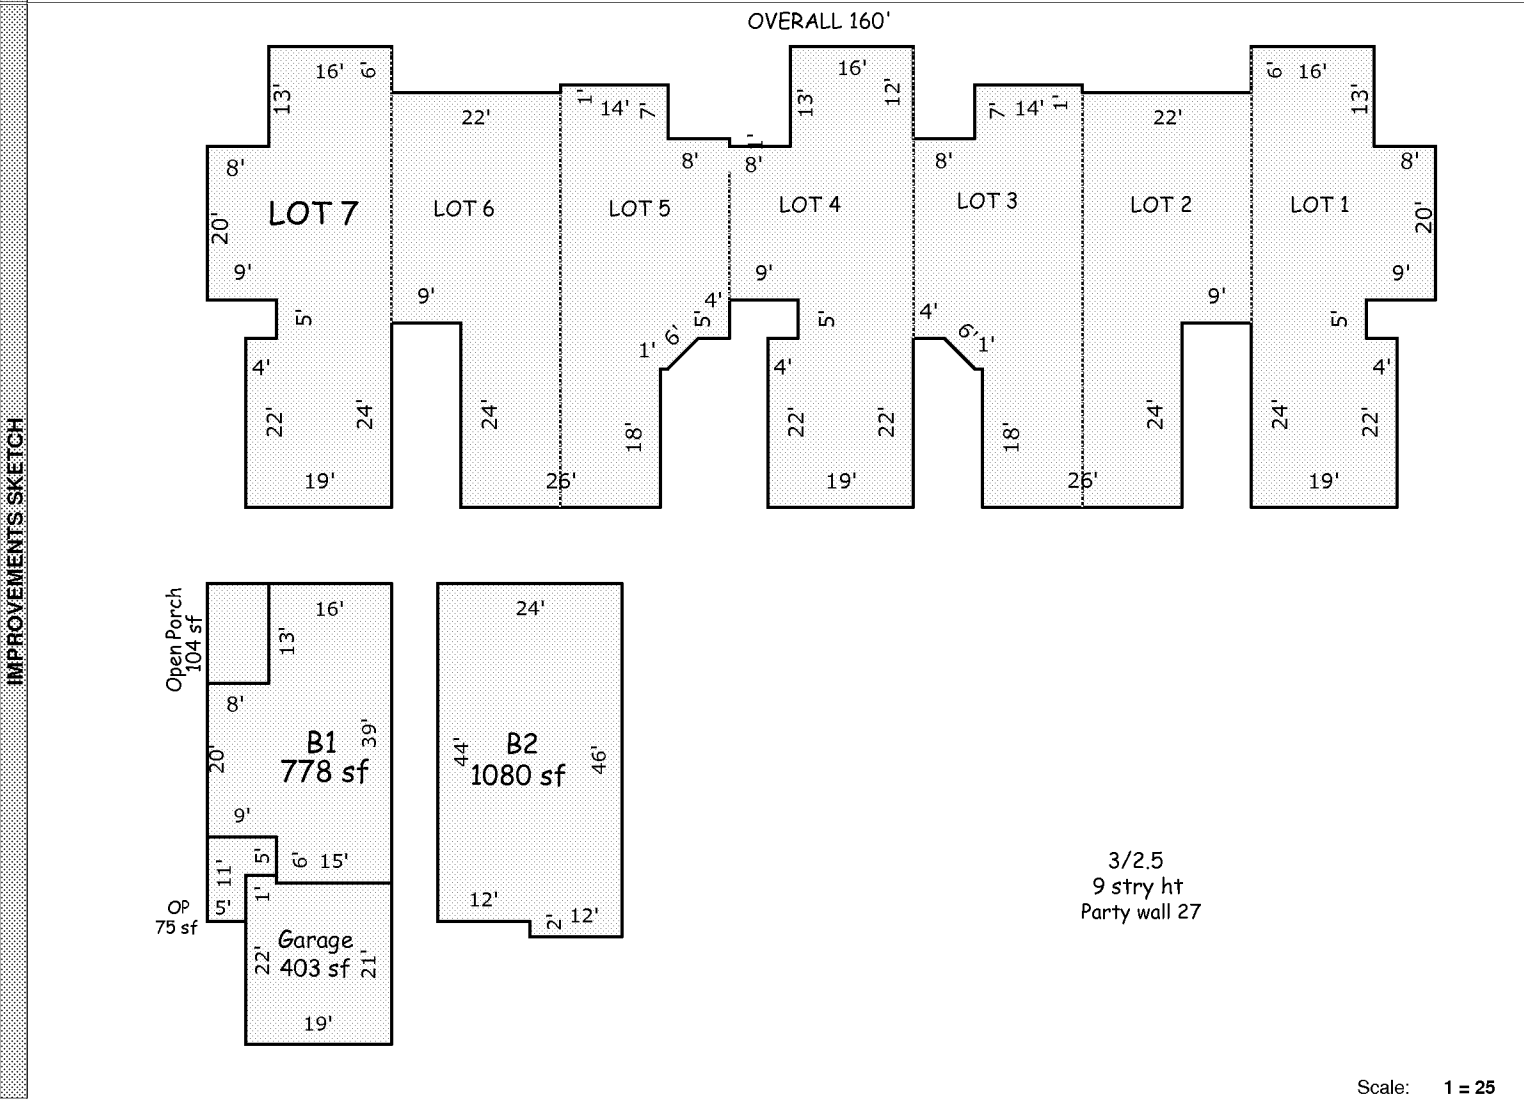 OVERALL 160'
16' 6' 13' 22' 1' 14' 7' 1' 16' 12' 13' 7' 14' 1' 22' 6' 16' 13'
8' 8' 8' 8' 8'
LOT 7 LOT 6 LOT 5 LOT 4 LOT 3 LOT 2 LOT 1
20' 20'
9' 9' 4' 9' 4' 9' 9'
5' 5' 5' 5'
4' 1' 6' 4' 6' 1' 4'
22' 24' 24' 18' 22' 22' 18' 24' 24' 22'
19' 26' 19' 26' 19'
IMPROVEMENTS SKETCH
Open Porch
104 sf
16'
13'
8'
20'
39'
B1
778 sf
9'
11' 5' 6' 15'
5' 1'
OP
75 sf
Garage
403 sf
22' 21'
19'
24'
44' 46'
B2
1080 sf
12' 2' 12'
3/2.5
9 stry ht
Party wall 27
Scale: 1 = 25